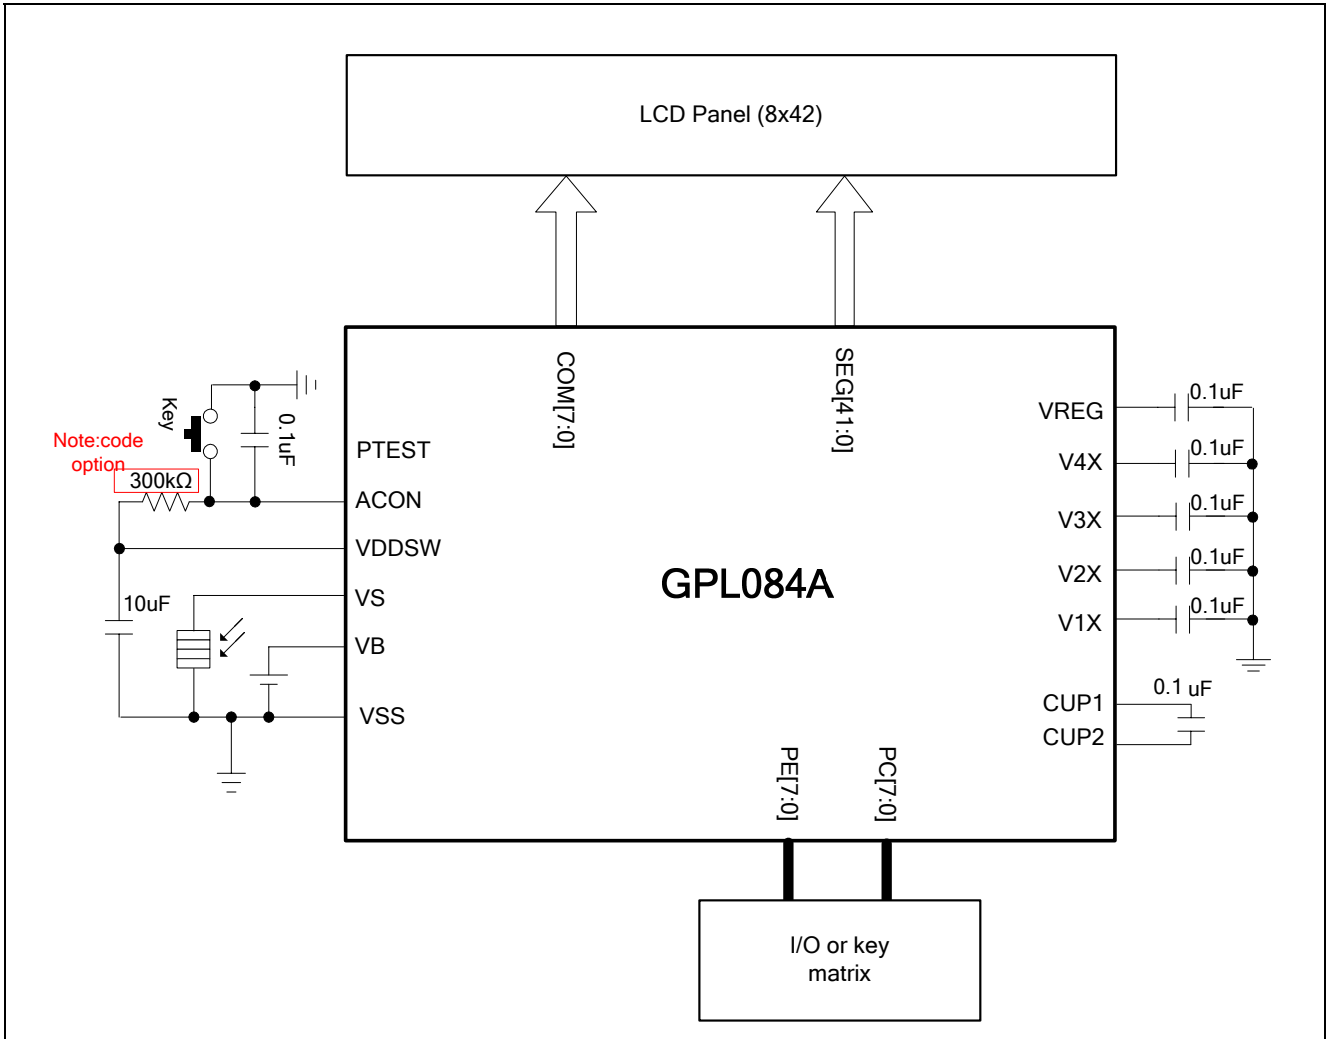 LCD Panel (8x42)
COM[7:0]
SEG[41:0]
Key
0.1uF
Note:code
option
300kΩ
10uF
PTEST
ACON
VDDSW
VS
VB
VSS
GPL084A
VREG
V4X
V3X
V2X
V1X
CUP1
CUP2
0.1uF
0.1uF
0.1uF
0.1uF
0.1uF
0.1 uF
PE[7:0]
PC[7:0]
I/O or key
matrix